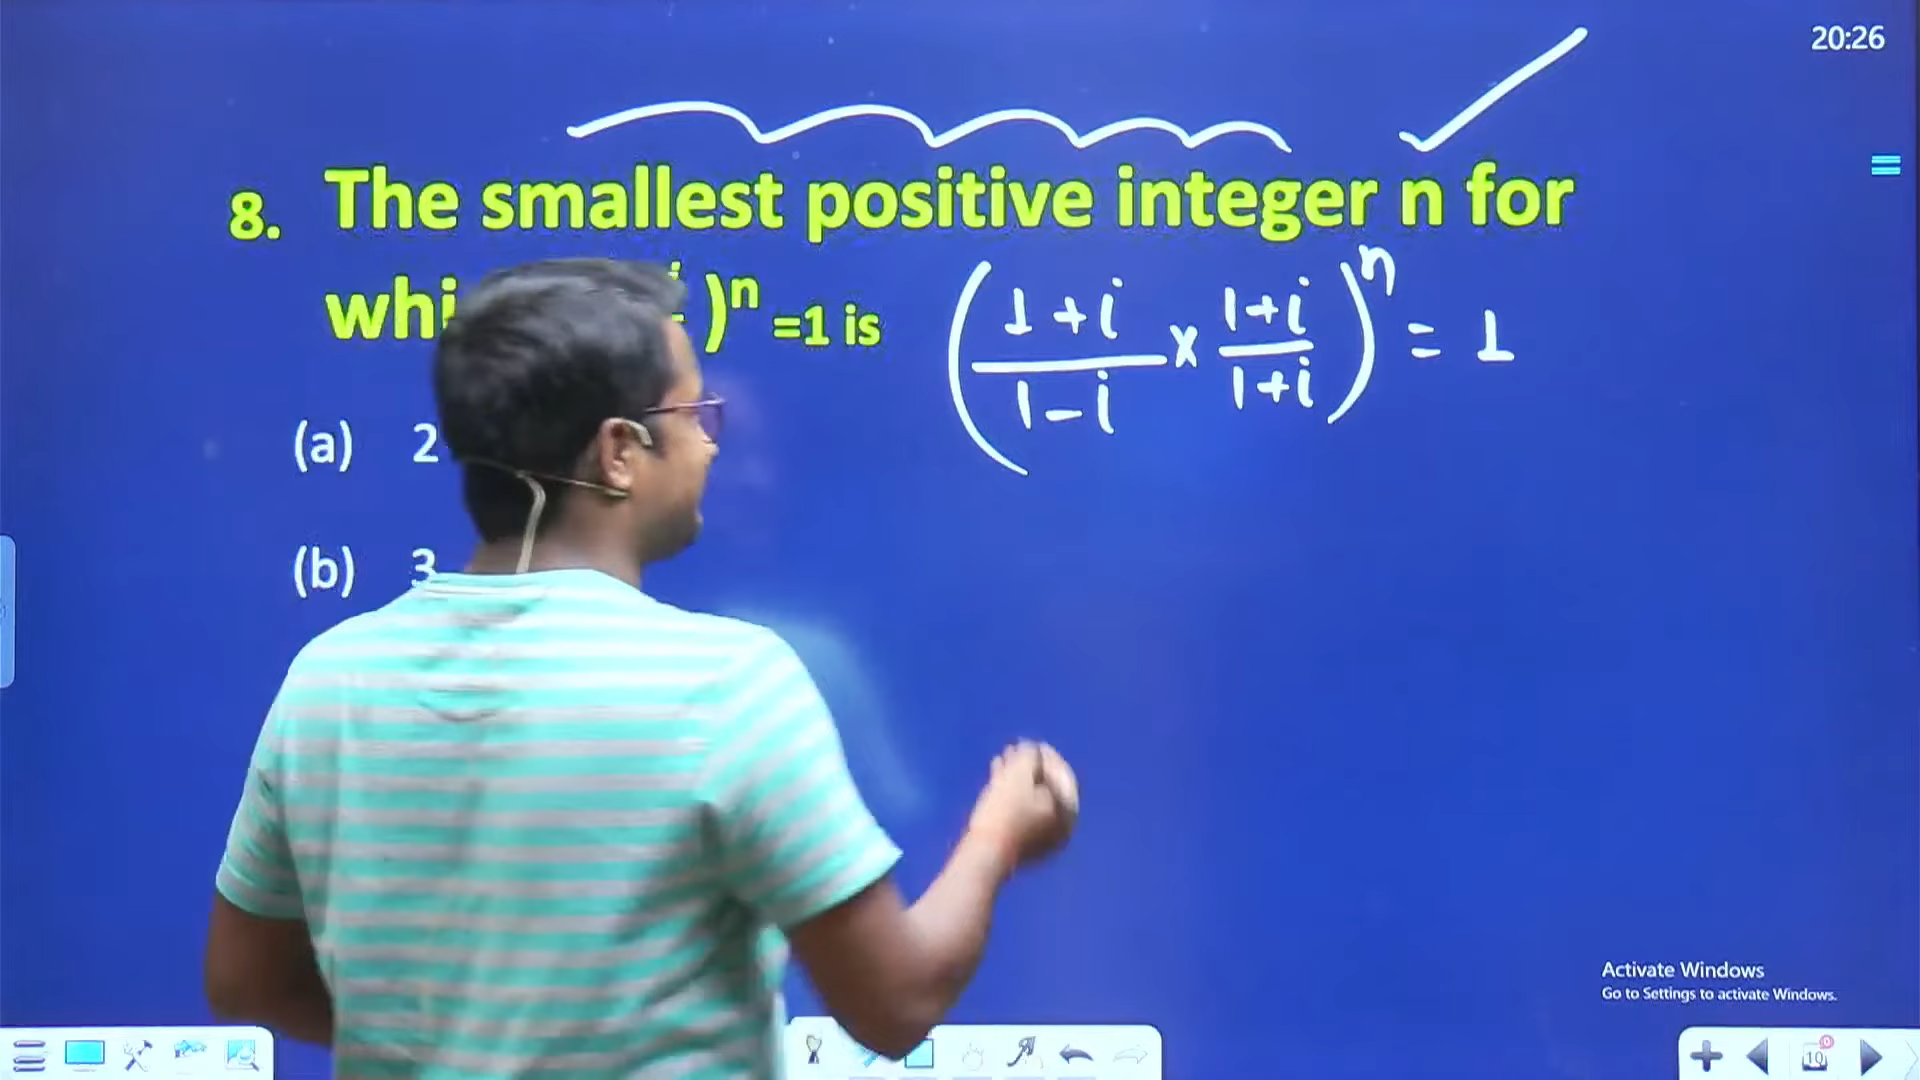 20:26
8. The smallest positive integer n for
whi )ⁿ =1 is
(1+i/1-i × 1+i/1+i)ⁿ = 1
(a) 2
(b) 3
Activate Windows
Go to Settings to activate Windows.
10